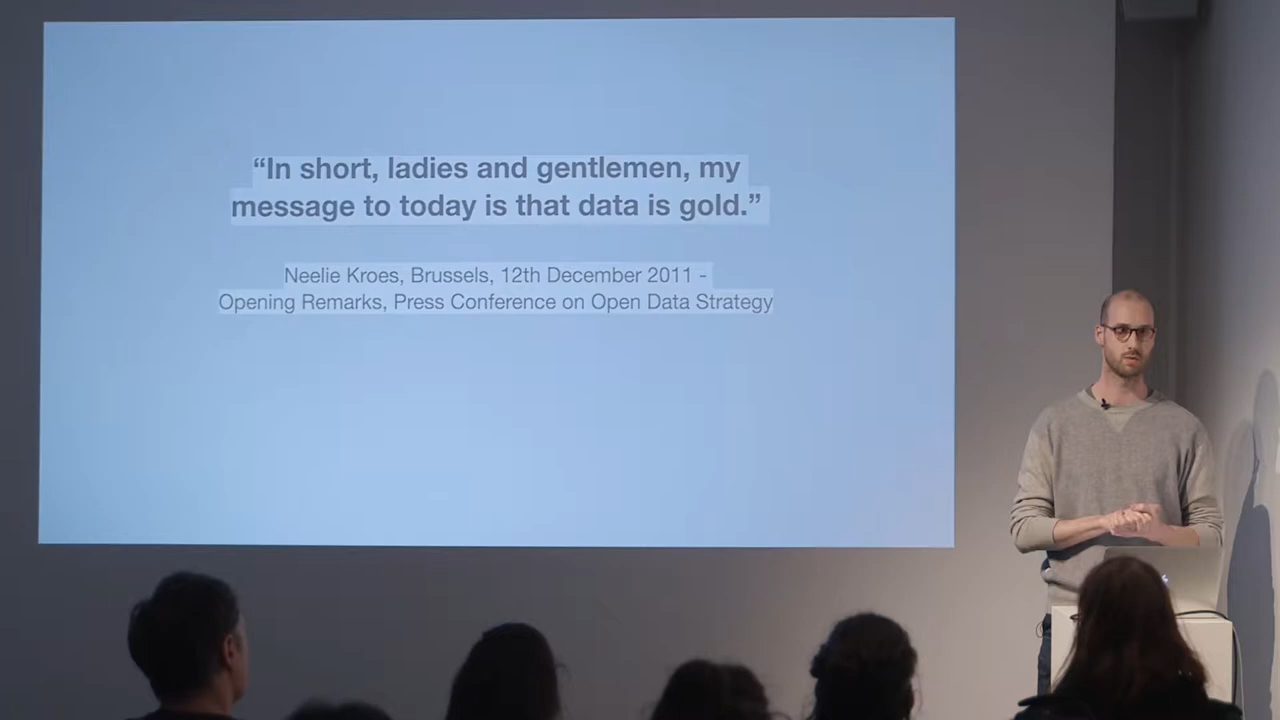 “In short, ladies and gentlemen, my
message to today is that data is gold.”
Neelie Kroes, Brussels, 12th December 2011 -
Opening Remarks, Press Conference on Open Data Strategy